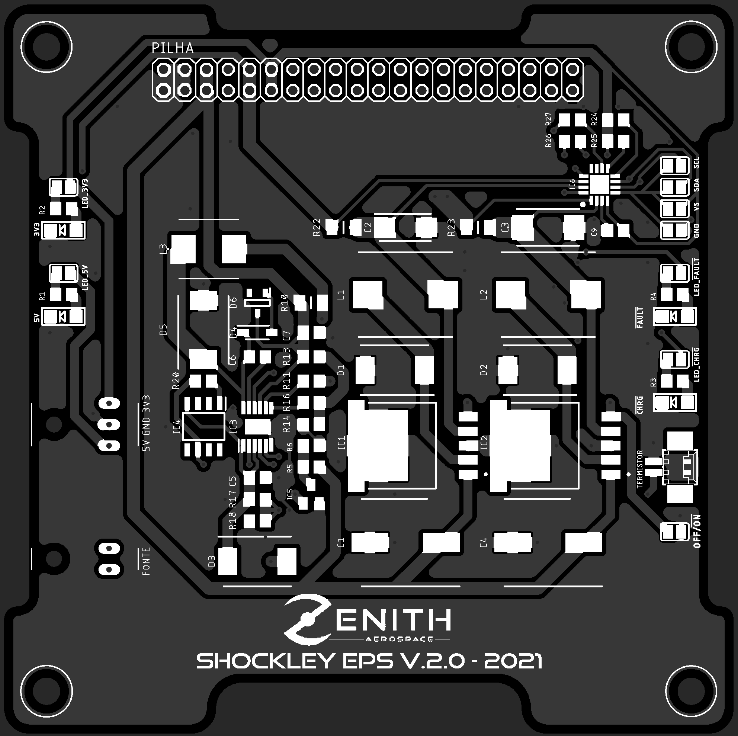 PILHA
R27
R24
R26
R25
IC6
SCL
SDA
VS
GND
LED_3V3
R2
3V3
R22
C2
R23
C3
C9
L3
LED_5V
R1
5V
D6
R10
L1
L2
LED_FAULT
R4
FAULT
D5
C7
C6
R13
R20
R11
D1
D2
LED_CHRG
R3
CHRG
R16
R14
5V GND 3V3
IC4
IC3
IC1
IC2
R6
R5
TERMISTOR
C5
R17
R18
IC5
OFF/ON
D3
C1
C4
FONTE
ZENITH
AEROSPACE
SHOCKLEY EPS V.2.0 - 2021